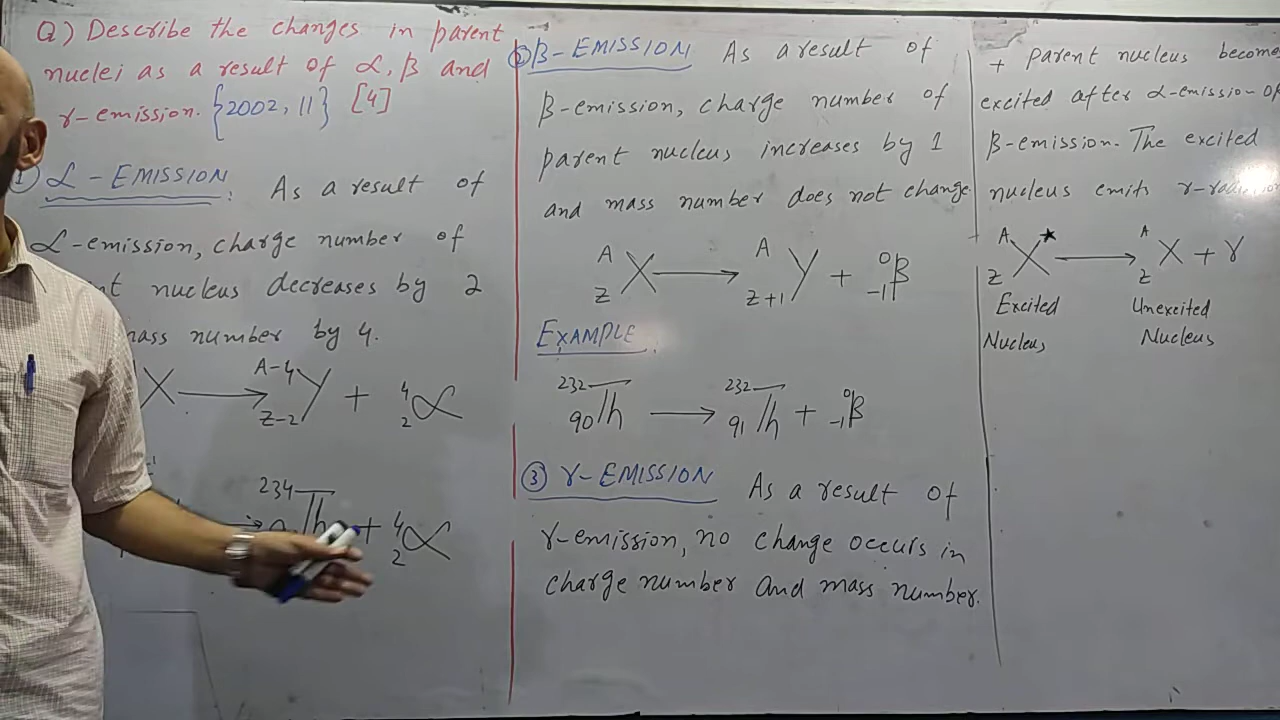 Q) Describe the changes in parent
nuclei as a result of α, β and
γ-emission. {2002, 11} [4]
1) α-EMISSION: As a result of
α-emission, charge number of
nucleus decreases by 2
mass number by 4.
X → A-4 Z-2 Y + 4 2 α
234 Th + 4 2 α
② β-EMISSION As a result of
β-emission, charge number of
parent nucleus increases by 1
and mass number does not change
A Z X → A Z+1 Y + 0 -1 β
EXAMPLE:
232 90 Th → 232 91 Th + 0 -1 β
③ γ-EMISSION As a result of
γ-emission, no change occurs in
charge number and mass number.
+ parent nucleus become
excited after α-emission or
β-emission. The excited
nucleus emits γ-radiation
A Z X* → A Z X + γ
Excited Nucleus
Unexcited Nucleus